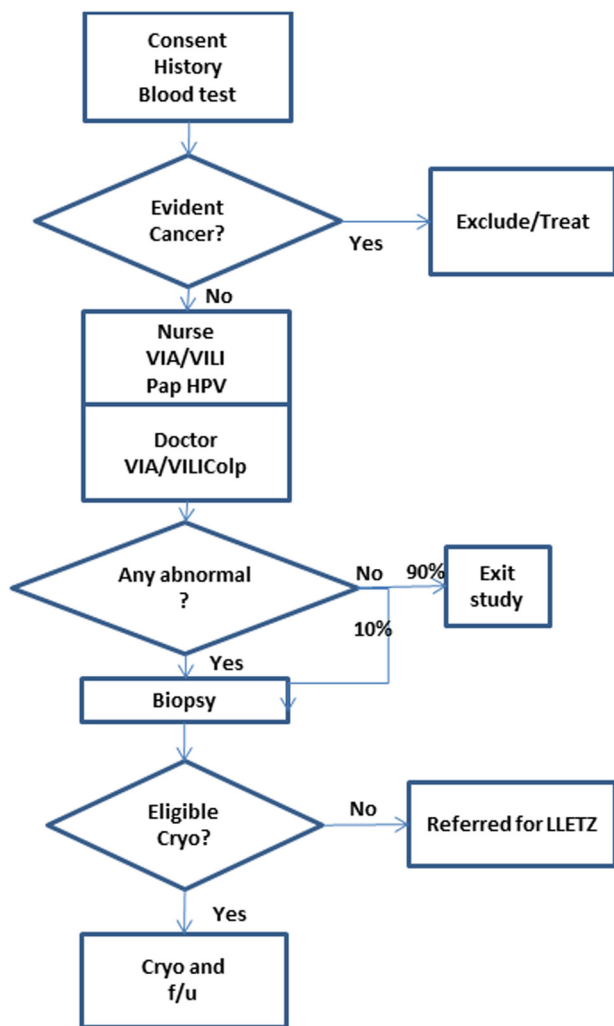 Consent
History
Blood test
Evident
Cancer?
Yes
Exclude/Treat
No
Nurse
VIA/VILI
Pap HPV
Doctor
VIA/VILIColp
Any abnormal
?
No
90%
Exit
study
10%
Yes
Biopsy
Eligible
Cryo?
No
Referred for LLETZ
Yes
Cryo and
f/u